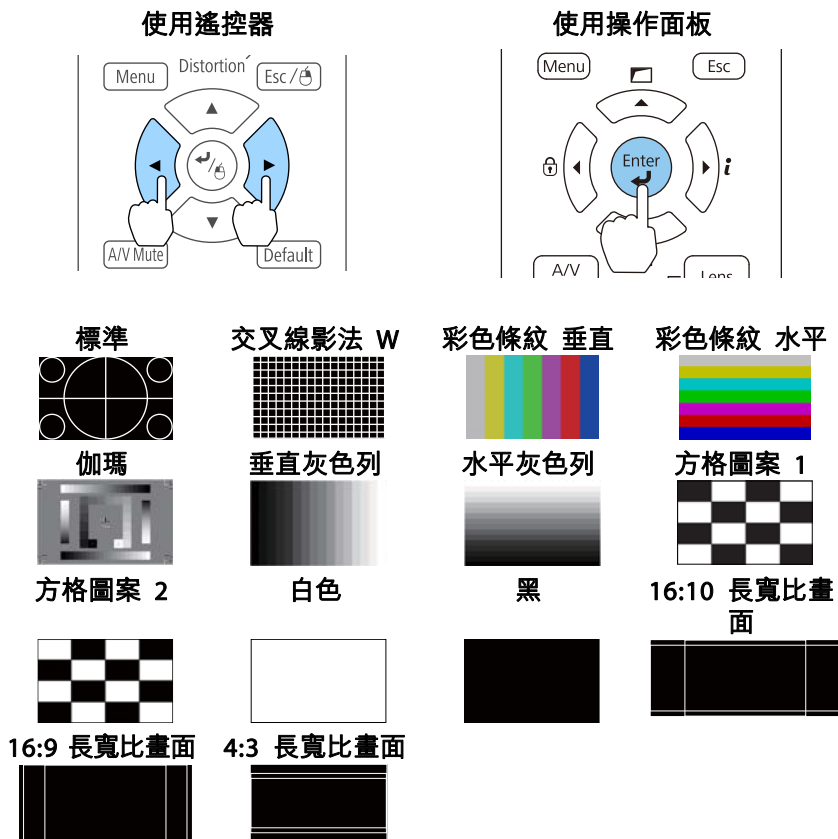 使用遙控器
使用操作面板
Menu
Distortion
Esc/
A/V Mute
Default
Menu
Esc
Enter
i
A/V
Lens
標準
交叉線影法 W
彩色條紋 垂直
彩色條紋 水平
伽瑪
垂直灰色列
水平灰色列
方格圖案 1
方格圖案 2
白色
黑
16:10 長寬比畫
面
16:9 長寬比畫面
4:3 長寬比畫面